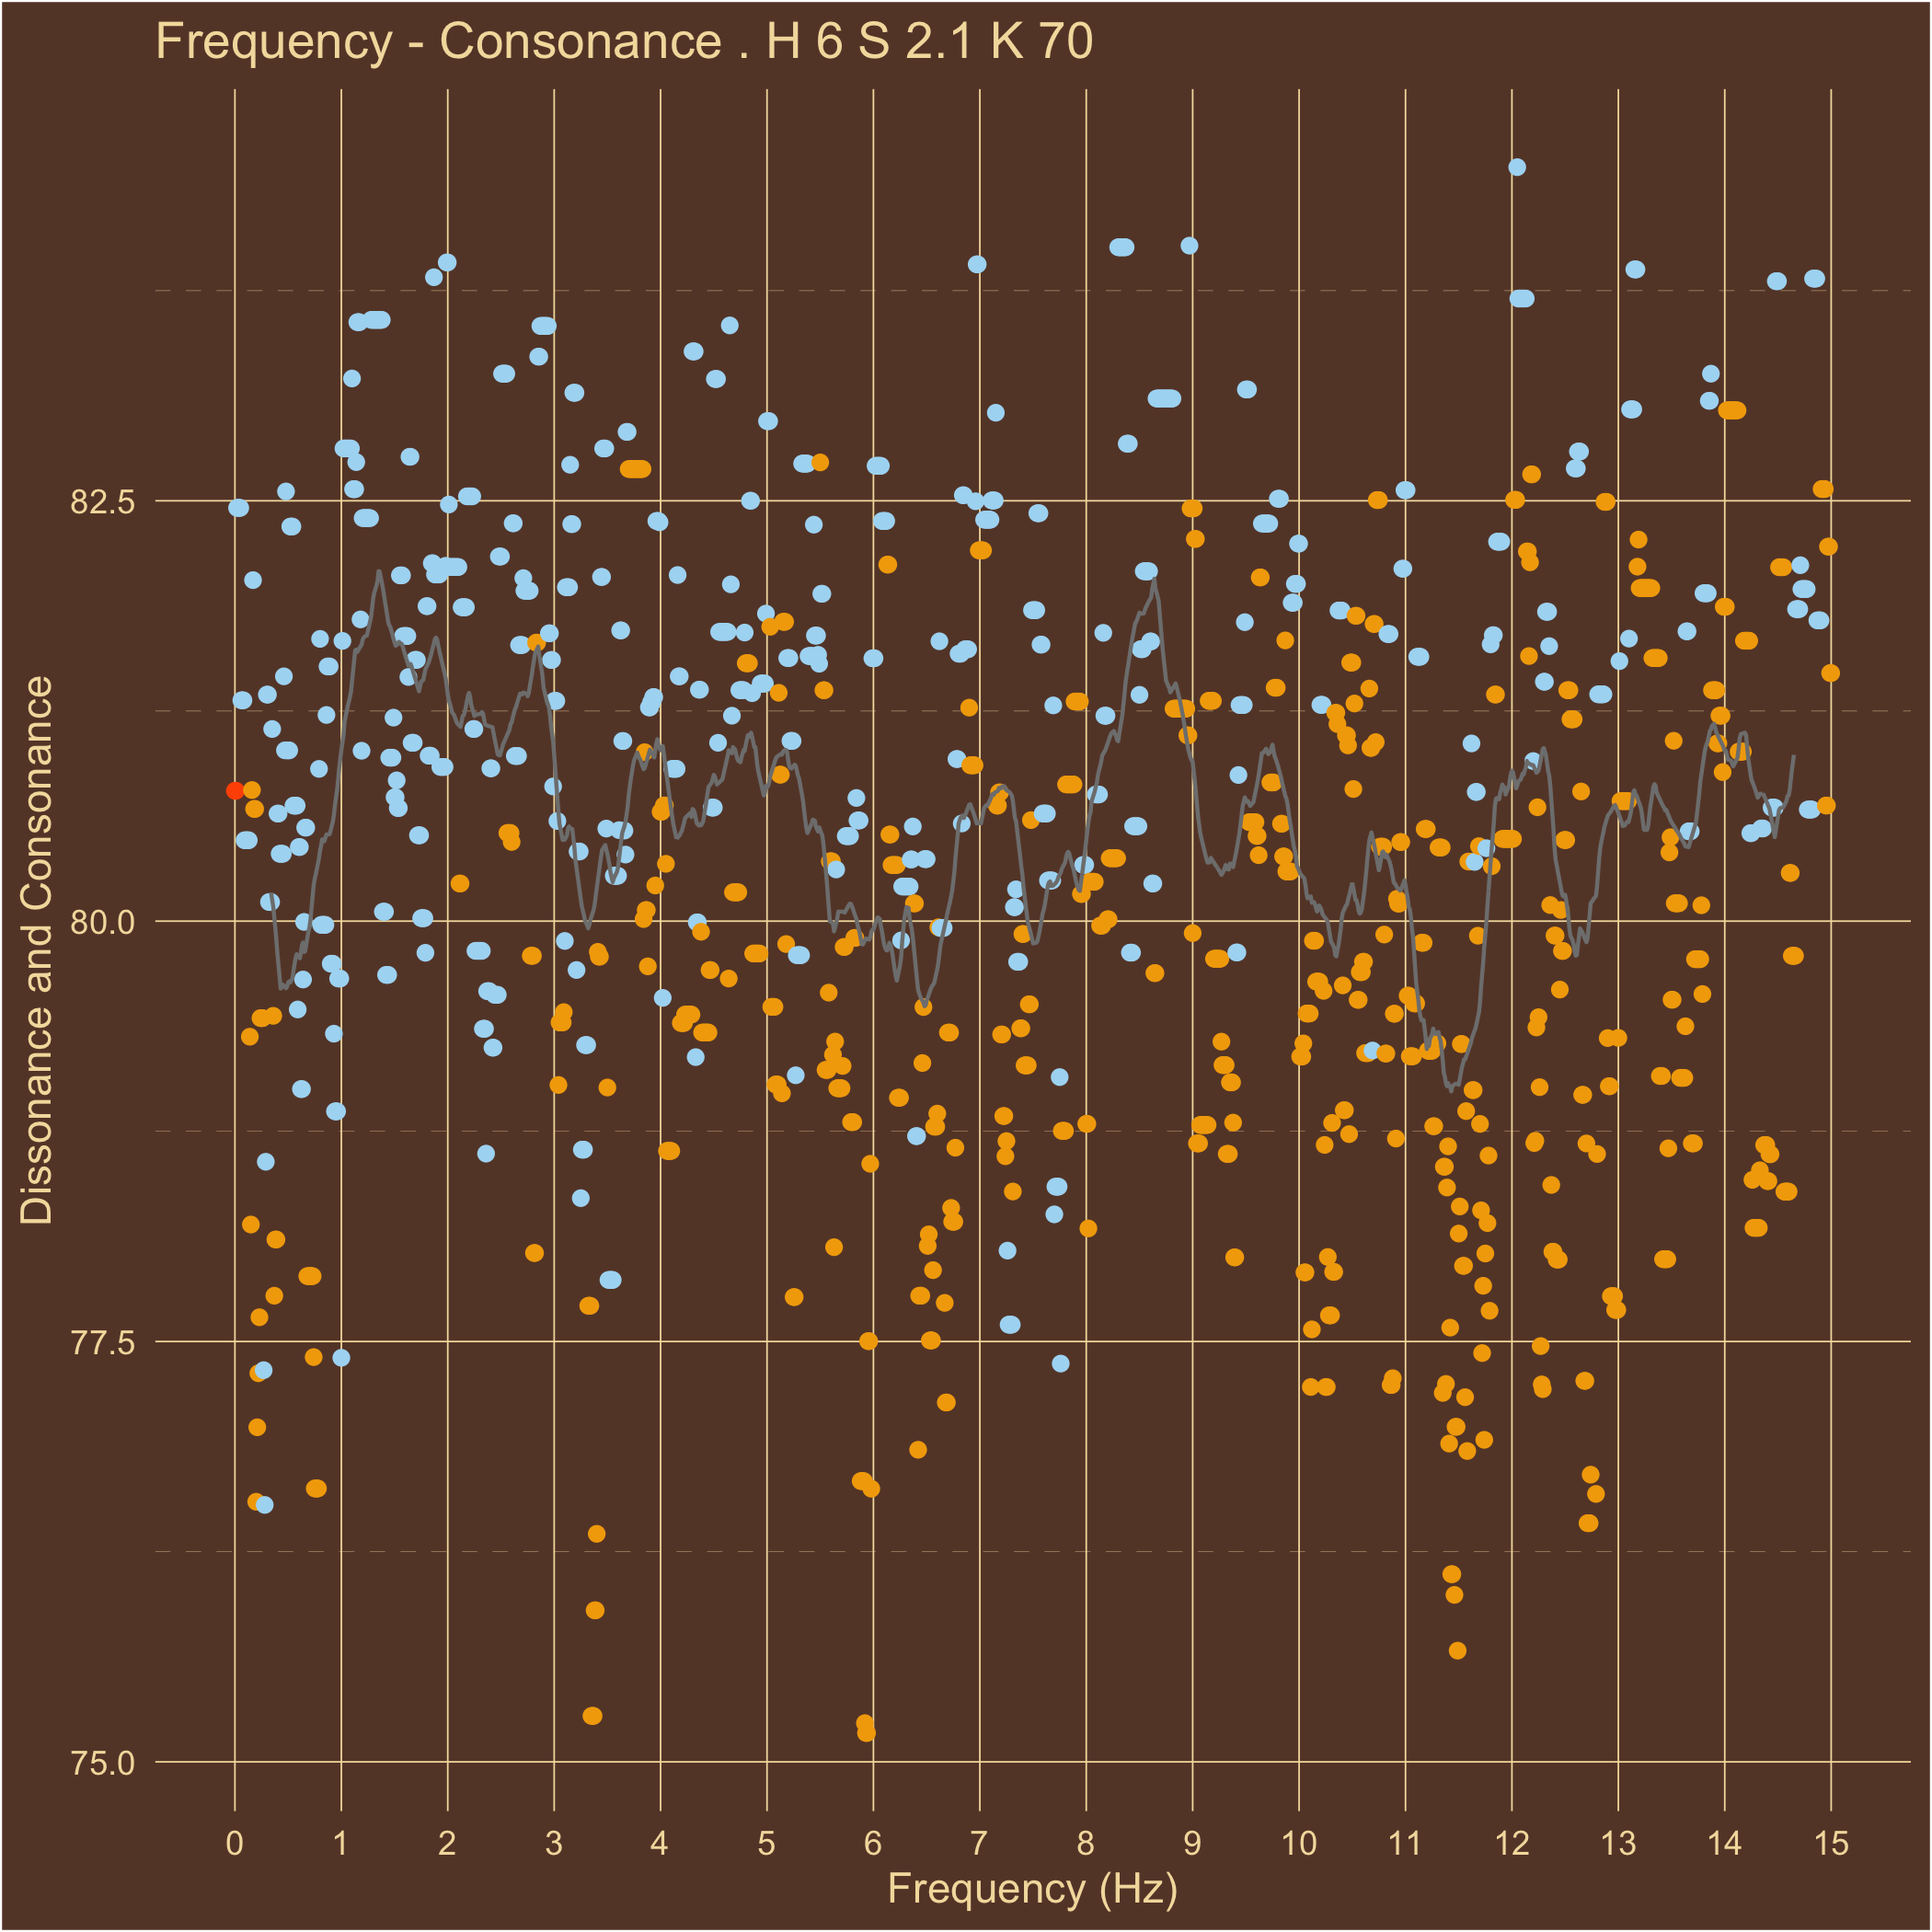 Frequency - Consonance . H 6 S 2.1 K 70
Dissonance and Consonance
82.5
80.0
77.5
75.0
0 1 2 3 4 5 6 7 8 9 10 11 12 13 14 15
Frequency (Hz)